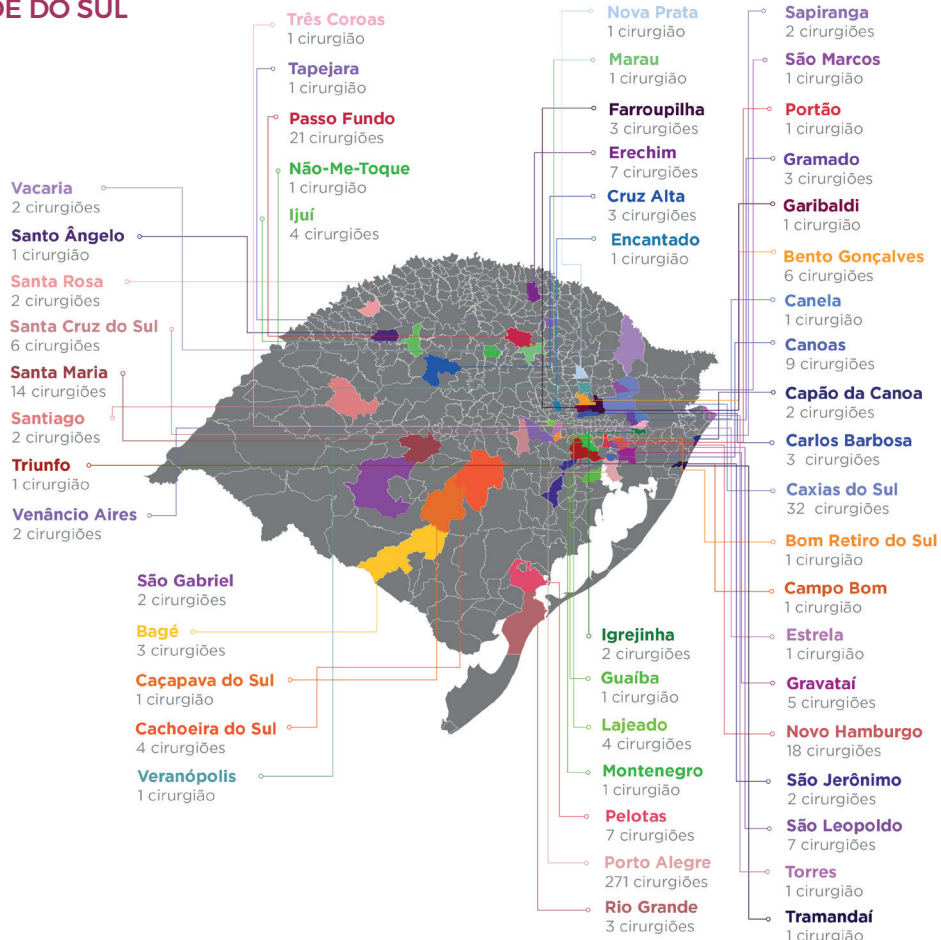 DE DO SUL
Três Coroas
1 cirurgião
Tapejara
1 cirurgião
Passo Fundo
21 cirurgiões
Não-Me-Toque
1 cirurgião
Ijuí
4 cirurgiões
Vacaria
2 cirurgiões
Santo Ângelo
1 cirurgião
Santa Rosa
2 cirurgiões
Santa Cruz do Sul
6 cirurgiões
Santa Maria
14 cirurgiões
Santiago
2 cirurgiões
Triunfo
1 cirurgião
Venâncio Aires
2 cirurgiões
São Gabriel
2 cirurgiões
Bagé
3 cirurgiões
Caçapava do Sul
1 cirurgião
Cachoeira do Sul
4 cirurgiões
Veranópolis
1 cirurgião
Nova Prata
1 cirurgião
Marau
1 cirurgião
Farroupilha
3 cirurgiões
Erechim
7 cirurgiões
Cruz Alta
3 cirurgiões
Encantado
1 cirurgião
Igrejinha
2 cirurgiões
Guaíba
1 cirurgião
Lajeado
4 cirurgiões
Montenegro
1 cirurgião
Pelotas
7 cirurgiões
Porto Alegre
271 cirurgiões
Rio Grande
3 cirurgiões
Sapiranga
2 cirurgiões
São Marcos
1 cirurgião
Portão
1 cirurgião
Gramado
3 cirurgiões
Garibaldi
1 cirurgião
Bento Gonçalves
6 cirurgiões
Canela
1 cirurgião
Canoas
9 cirurgiões
Capão da Canoa
2 cirurgiões
Carlos Barbosa
3 cirurgiões
Caxias do Sul
32 cirurgiões
Bom Retiro do Sul
1 cirurgião
Campo Bom
1 cirurgião
Estrela
1 cirurgião
Gravataí
5 cirurgiões
Novo Hamburgo
18 cirurgiões
São Jerônimo
2 cirurgiões
São Leopoldo
7 cirurgiões
Torres
1 cirurgião
Tramandaí
1 cirurgião